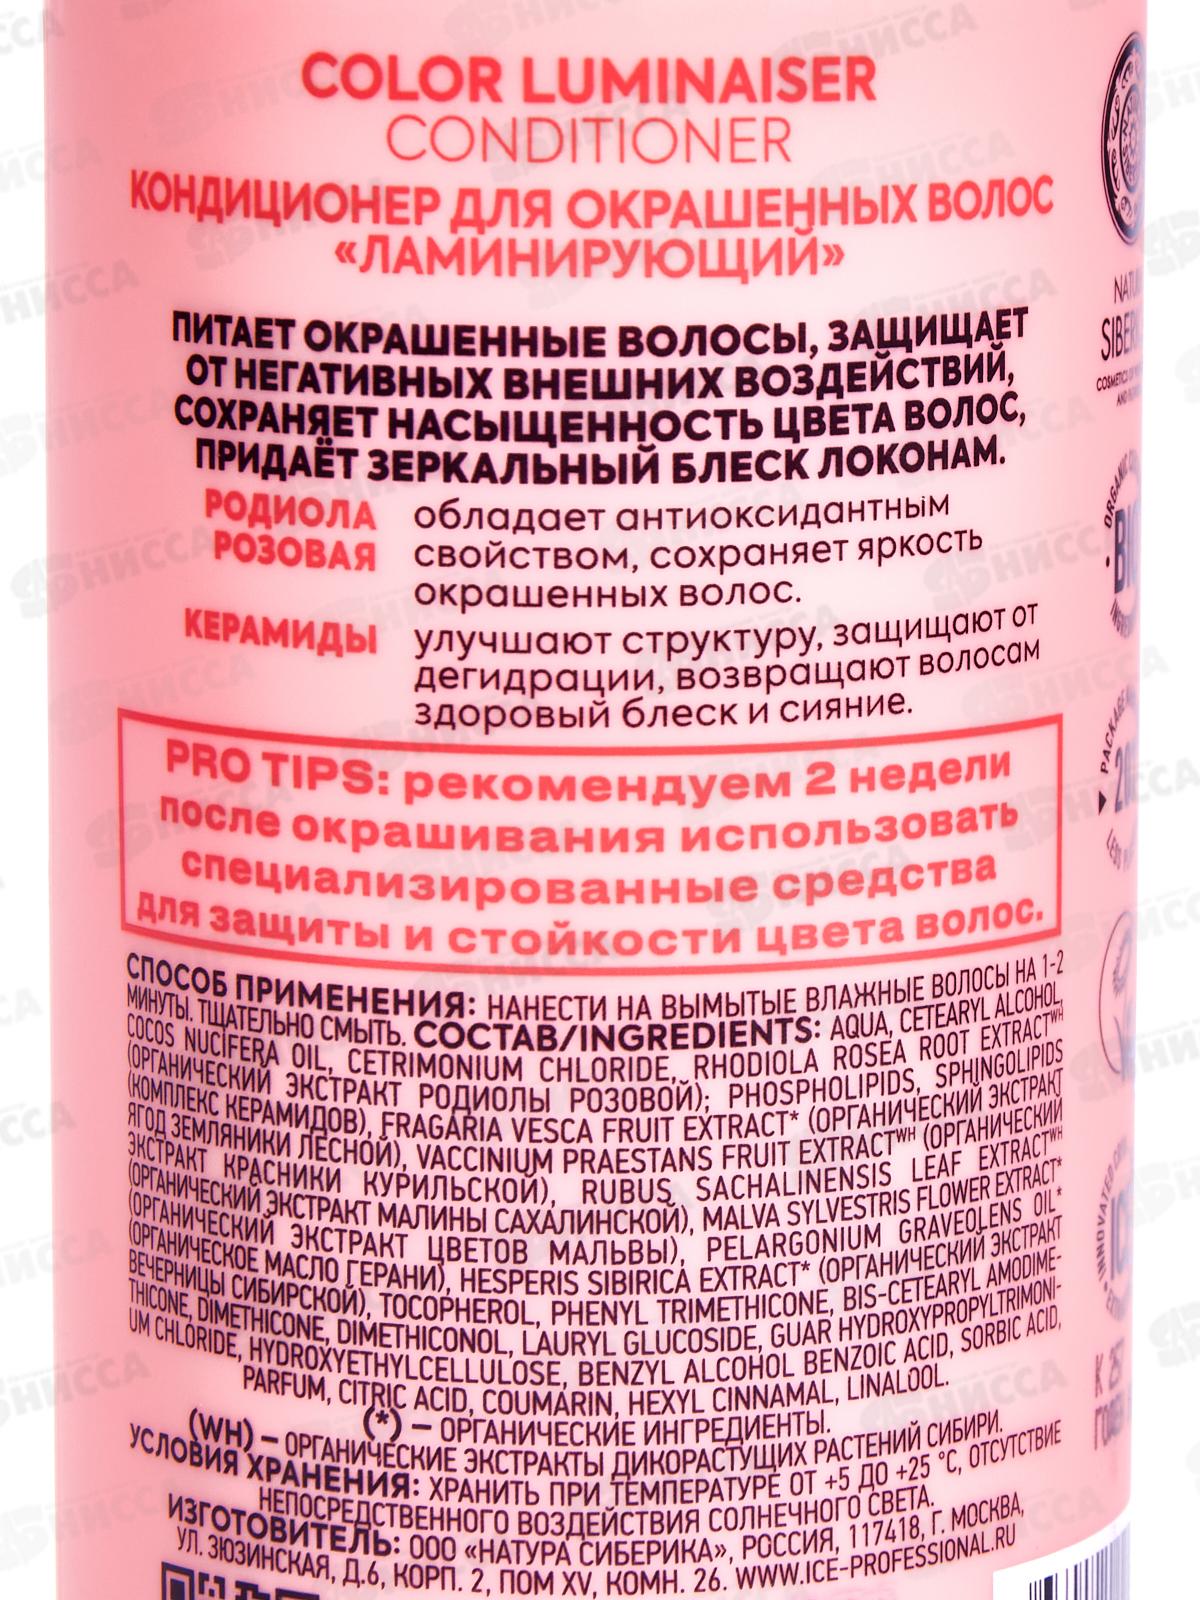 COLOR LUMINAISER
CONDITIONER
КОНДИЦИОНЕР ДЛЯ ОКРАШЕННЫХ ВОЛОС
«ЛАМИНИРУЮЩИЙ»
ПИТАЕТ ОКРАШЕННЫЕ ВОЛОСЫ, ЗАЩИЩАЕТ
ОТ НЕГАТИВНЫХ ВНЕШНИХ ВОЗДЕЙСТВИЙ,
СОХРАНЯЕТ НАСЫЩЕННОСТЬ ЦВЕТА ВОЛОС,
ПРИДАЁТ ЗЕРКАЛЬНЫЙ БЛЕСК ЛОКОНАМ.
РОДИОЛА обладает антиоксидантным
РОЗОВАЯ свойством, сохраняет яркость
окрашенных волос.
КЕРАМИДЫ улучшают структуру, защищают от
дегидрации, возвращают волосам
здоровый блеск и сияние.
PRO TIPS: рекомендуем 2 недели
после окрашивания использовать
специализированные средства
для защиты и стойкости цвета волос.
СПОСОБ ПРИМЕНЕНИЯ: НАНЕСТИ НА ВЫМЫТЫЕ ВЛАЖНЫЕ ВОЛОСЫ НА 1-2
МИНУТЫ. ТЩАТЕЛЬНО СМЫТЬ. СОСТАВ/INGREDIENTS: AQUA, CETEARYL ALCOHOL,
COCOS NUCIFERA OIL, CETRIMONIUM CHLORIDE, RHODIOLA ROSEA ROOT EXTRACTWH
(ОРГАНИЧЕСКИЙ ЭКСТРАКТ РОДИОЛЫ РОЗОВОЙ); PHOSPHOLIPIDS, SPHINGOLIPIDS
(КОМПЛЕКС КЕРАМИДОВ), FRAGARIA VESCA FRUIT EXTRACT* (ОРГАНИЧЕСКИЙ ЭКСТРАКТ
ЯГОД ЗЕМЛЯНИКИ ЛЕСНОЙ), VACCINIUM PRAESTANS FRUIT EXTRACTWH (ОРГАНИЧЕСКИЙ
ЭКСТРАКТ КРАСНИКИ КУРИЛЬСКОЙ), RUBUS SACHALINENSIS LEAF EXTRACTWH
(ОРГАНИЧЕСКИЙ ЭКСТРАКТ МАЛИНЫ САХАЛИНСКОЙ), MALVA SYLVESTRIS FLOWER EXTRACT*
(ОРГАНИЧЕСКИЙ ЭКСТРАКТ ЦВЕТОВ МАЛЬВЫ), PELARGONIUM GRAVEOLENS OIL*
(ОРГАНИЧЕСКОЕ МАСЛО ГЕРАНИ), HESPERIS SIBIRICA EXTRACT* (ОРГАНИЧЕСКИЙ ЭКСТРАКТ
ВЕЧЕРНИЦЫ СИБИРСКОЙ), TOCOPHEROL, PHENYL TRIMETHICONE, BIS-CETEARYL AMODIME-
THICONE, DIMETHICONE, DIMETHICONOL, LAURYL GLUCOSIDE, GUAR HYDROXYPROPYLTRIMONI-
UM CHLORIDE, HYDROXYETHYLCELLULOSE, BENZYL ALCOHOL BENZOIC ACID, SORBIC ACID,
PARFUM, CITRIC ACID, COUMARIN, HEXYL CINNAMAL, LINALOOL.
(*) – ОРГАНИЧЕСКИЕ ИНГРЕДИЕНТЫ.
(WH) – ОРГАНИЧЕСКИЕ ЭКСТРАКТЫ ДИКОРАСТУЩИХ РАСТЕНИЙ СИБИРИ.
УСЛОВИЯ ХРАНЕНИЯ: ХРАНИТЬ ПРИ ТЕМПЕРАТУРЕ ОТ +5 ДО +25 °С, ОТСУТСТВИЕ
НЕПОСРЕДСТВЕННОГО ВОЗДЕЙСТВИЯ СОЛНЕЧНОГО СВЕТА.
ИЗГОТОВИТЕЛЬ: ООО «НАТУРА СИБЕРИКА», РОССИЯ, 117418, Г. МОСКВА,
УЛ. ЗЮЗИНСКАЯ, Д.6, КОРП. 2, ПОМ XV, КОМН. 26. WWW.ICE-PROFESSIONAL.RU
НИССА